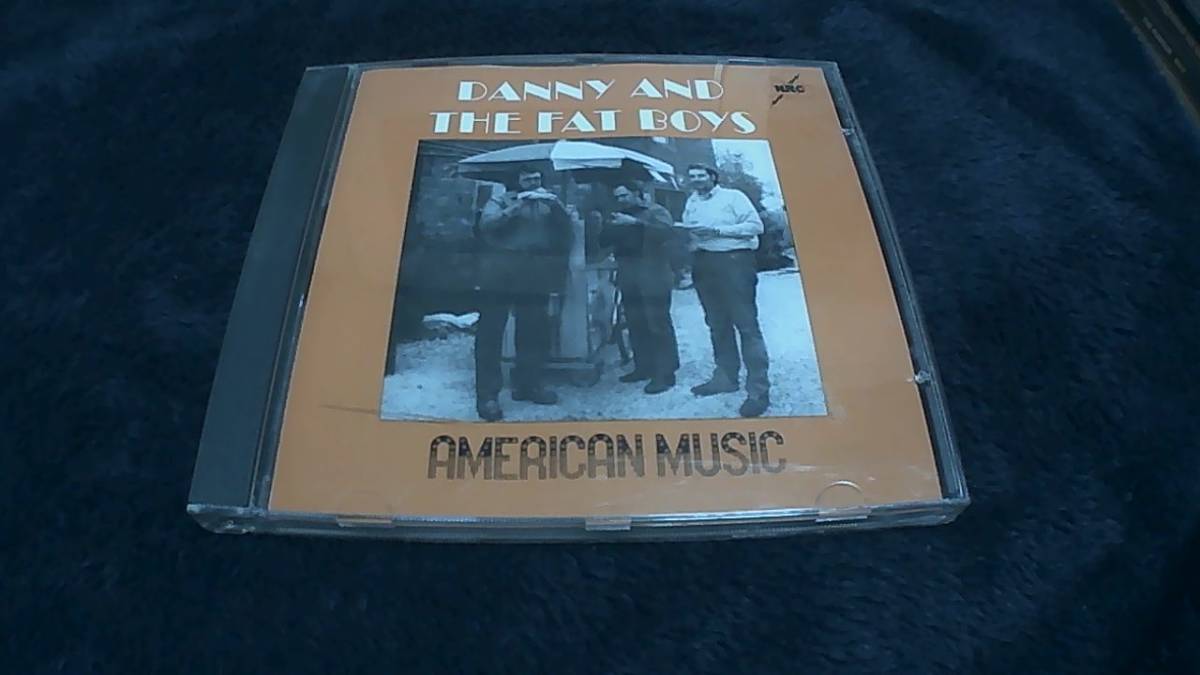 DANNY AND
THE FAT BOYS
NRC
AMERICAN MUSIC